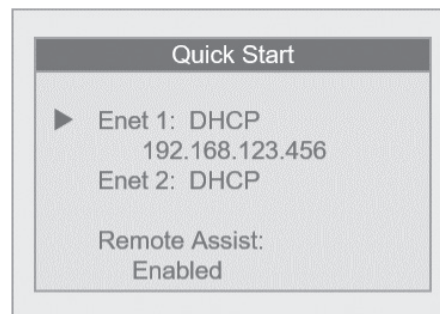 Quick Start
Enet 1: DHCP
192.168.123.456
Enet 2: DHCP
Remote Assist:
Enabled